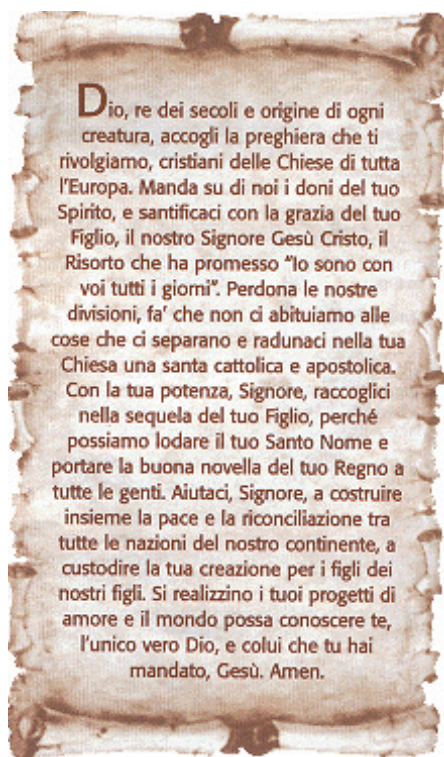 Dio, re dei secoli e origine di ogni
creatura, accogli la preghiera che ti
rivolgiamo, cristiani delle Chiese di tutta
l'Europa. Manda su di noi i doni del tuo
Spirito, e santificaci con la grazia del tuo
Figlio, il nostro Signore Gesù Cristo, il
Risorto che ha promesso "Io sono con
voi tutti i giorni". Perdona le nostre
divisioni, fa' che non ci abituiamo alle
cose che ci separano e radunaci nella tua
Chiesa una santa cattolica e apostolica.
Con la tua potenza, Signore, raccoglici
nella sequela del tuo Figlio, perché
possiamo lodare il tuo Santo Nome e
portare la buona novella del tuo Regno a
tutte le genti. Aiutaci, Signore, a costruire
insieme la pace e la riconciliazione tra
tutte le nazioni del nostro continente, a
custodire la tua creazione per i figli dei
nostri figli. Si realizzino i tuoi progetti di
amore e il mondo possa conoscere te,
l'unico vero Dio, e colui che tu hai
mandato, Gesù. Amen.